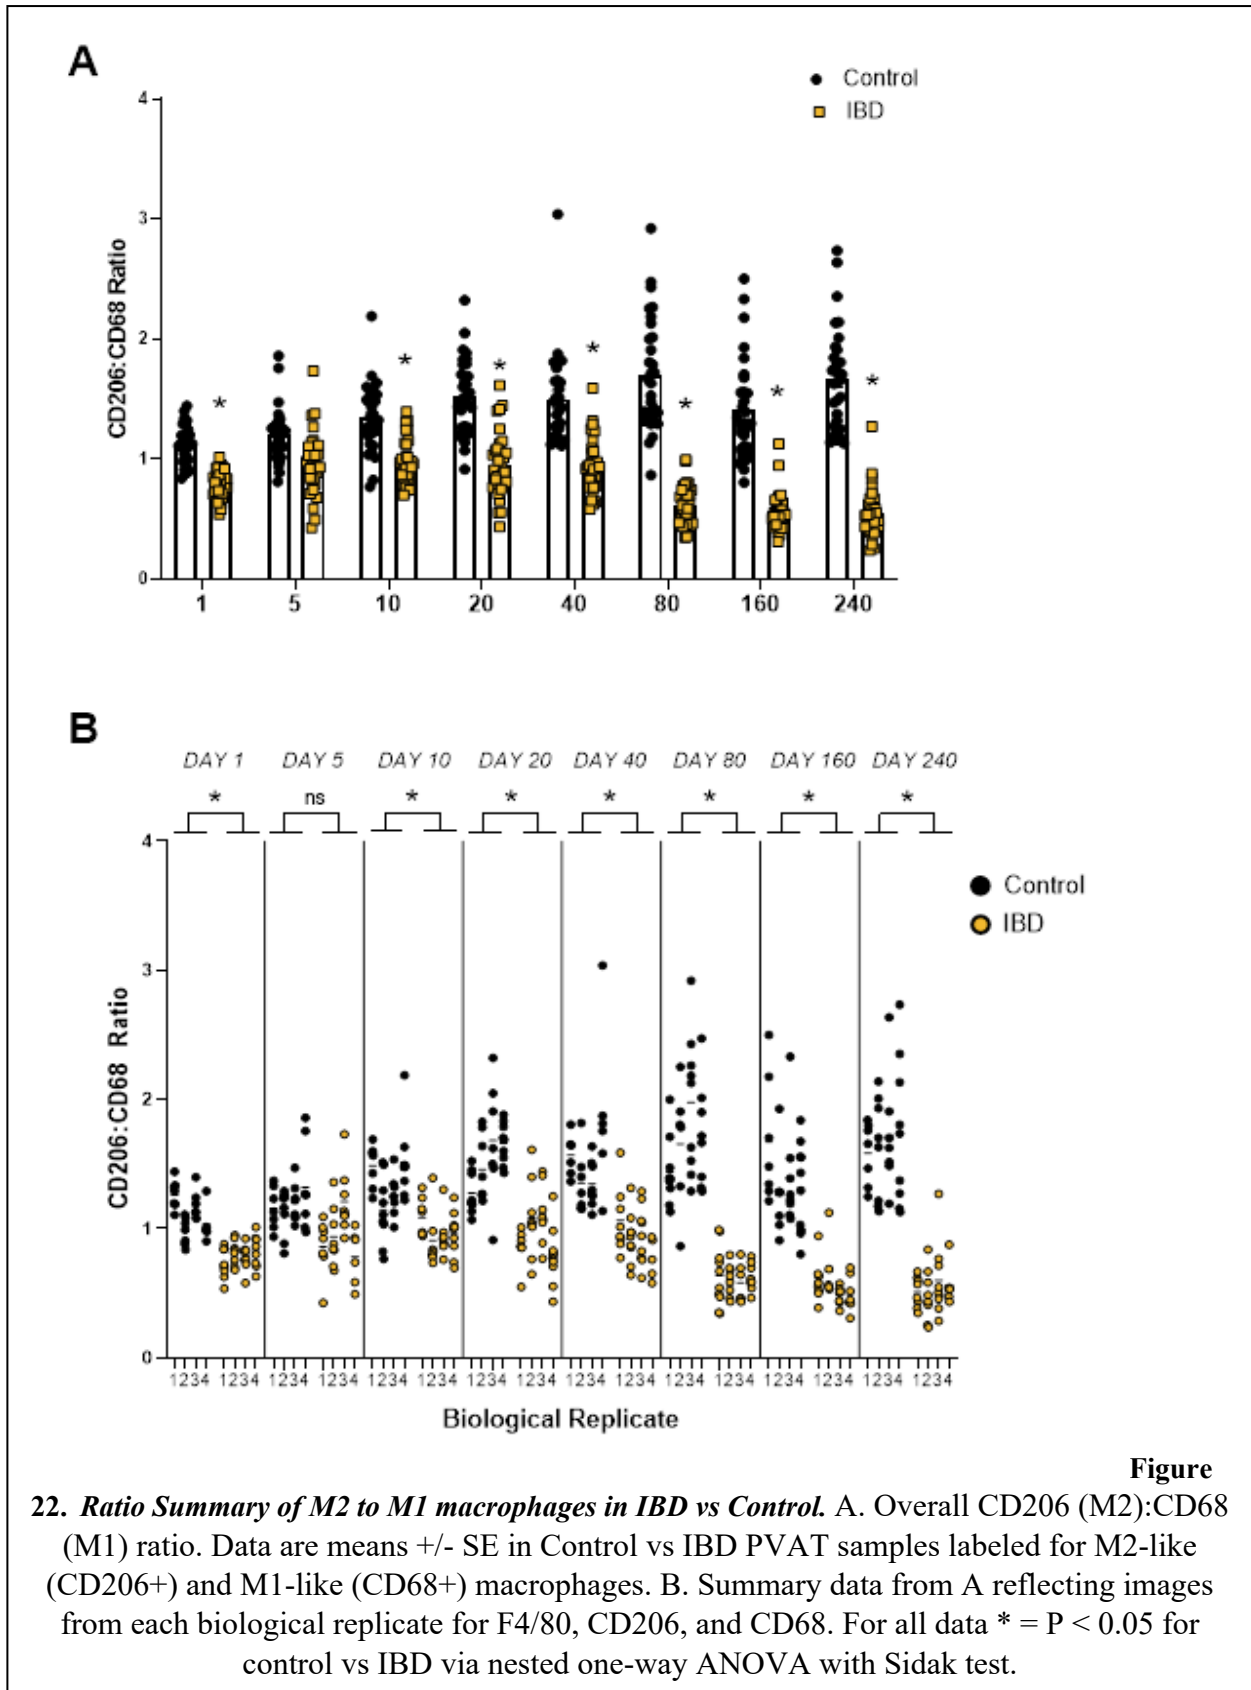 A
Control
IBD
4
3
2
1
0
CD206:CD68 Ratio
* * * * * * *
1 5 10 20 40 80 160 240
B
DAY 1 DAY 5 DAY 10 DAY 20 DAY 40 DAY 80 DAY 160 DAY 240
* ns * * * * * *
4
3
2
1
0
CD206:CD68 Ratio
Control
IBD
1234 1234 1234 1234 1234 1234 1234 1234 1234 1234 1234 1234 1234 1234 1234 1234
Biological Replicate
Figure
22. Ratio Summary of M2 to M1 macrophages in IBD vs Control. A. Overall CD206 (M2):CD68
(M1) ratio. Data are means +/- SE in Control vs IBD PVAT samples labeled for M2-like
(CD206+) and M1-like (CD68+) macrophages. B. Summary data from A reflecting images
from each biological replicate for F4/80, CD206, and CD68. For all data * = P < 0.05 for
control vs IBD via nested one-way ANOVA with Sidak test.